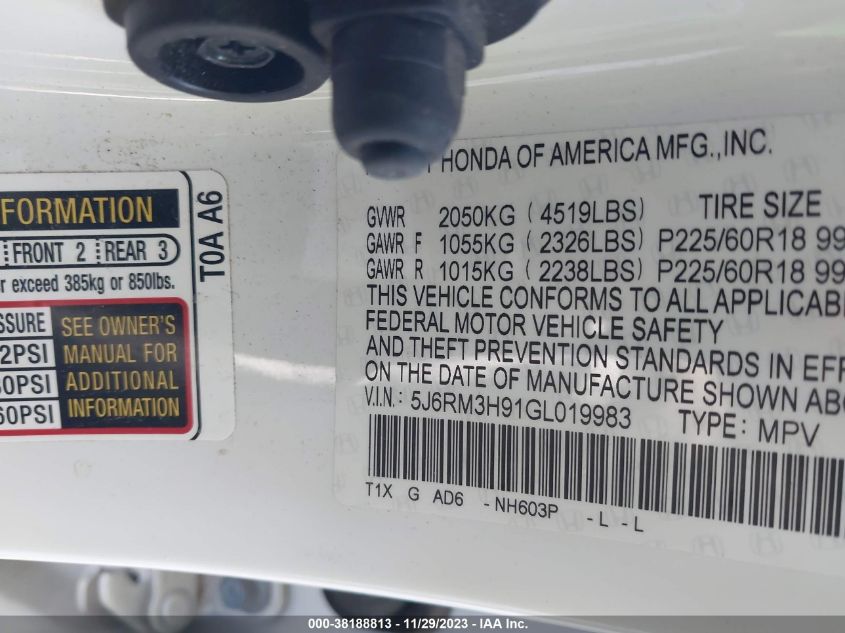 FORMATION
FRONT 2 REAR 3
r exceed 385kg or 850lbs.
SSURE
2PSI
0PSI
60PSI
SEE OWNER'S
MANUAL FOR
ADDITIONAL
INFORMATION
T0A A6
HONDA OF AMERICA MFG.,INC.
GVWR 2050KG (4519LBS) TIRE SIZE
GAWR F 1055KG (2326LBS) P225/60R18 99
GAWR R 1015KG (2238LBS) P225/60R18 99
THIS VEHICLE CONFORMS TO ALL APPLICABL
FEDERAL MOTOR VEHICLE SAFETY
AND THEFT PREVENTION STANDARDS IN EFF
ON THE DATE OF MANUFACTURE SHOWN ABO
V.I.N.: 5J6RM3H91GL019983 TYPE: MPV
T1X G AD6 -NH603P -L -L
000-38188813 / 11/29/2023 - IAA Inc.